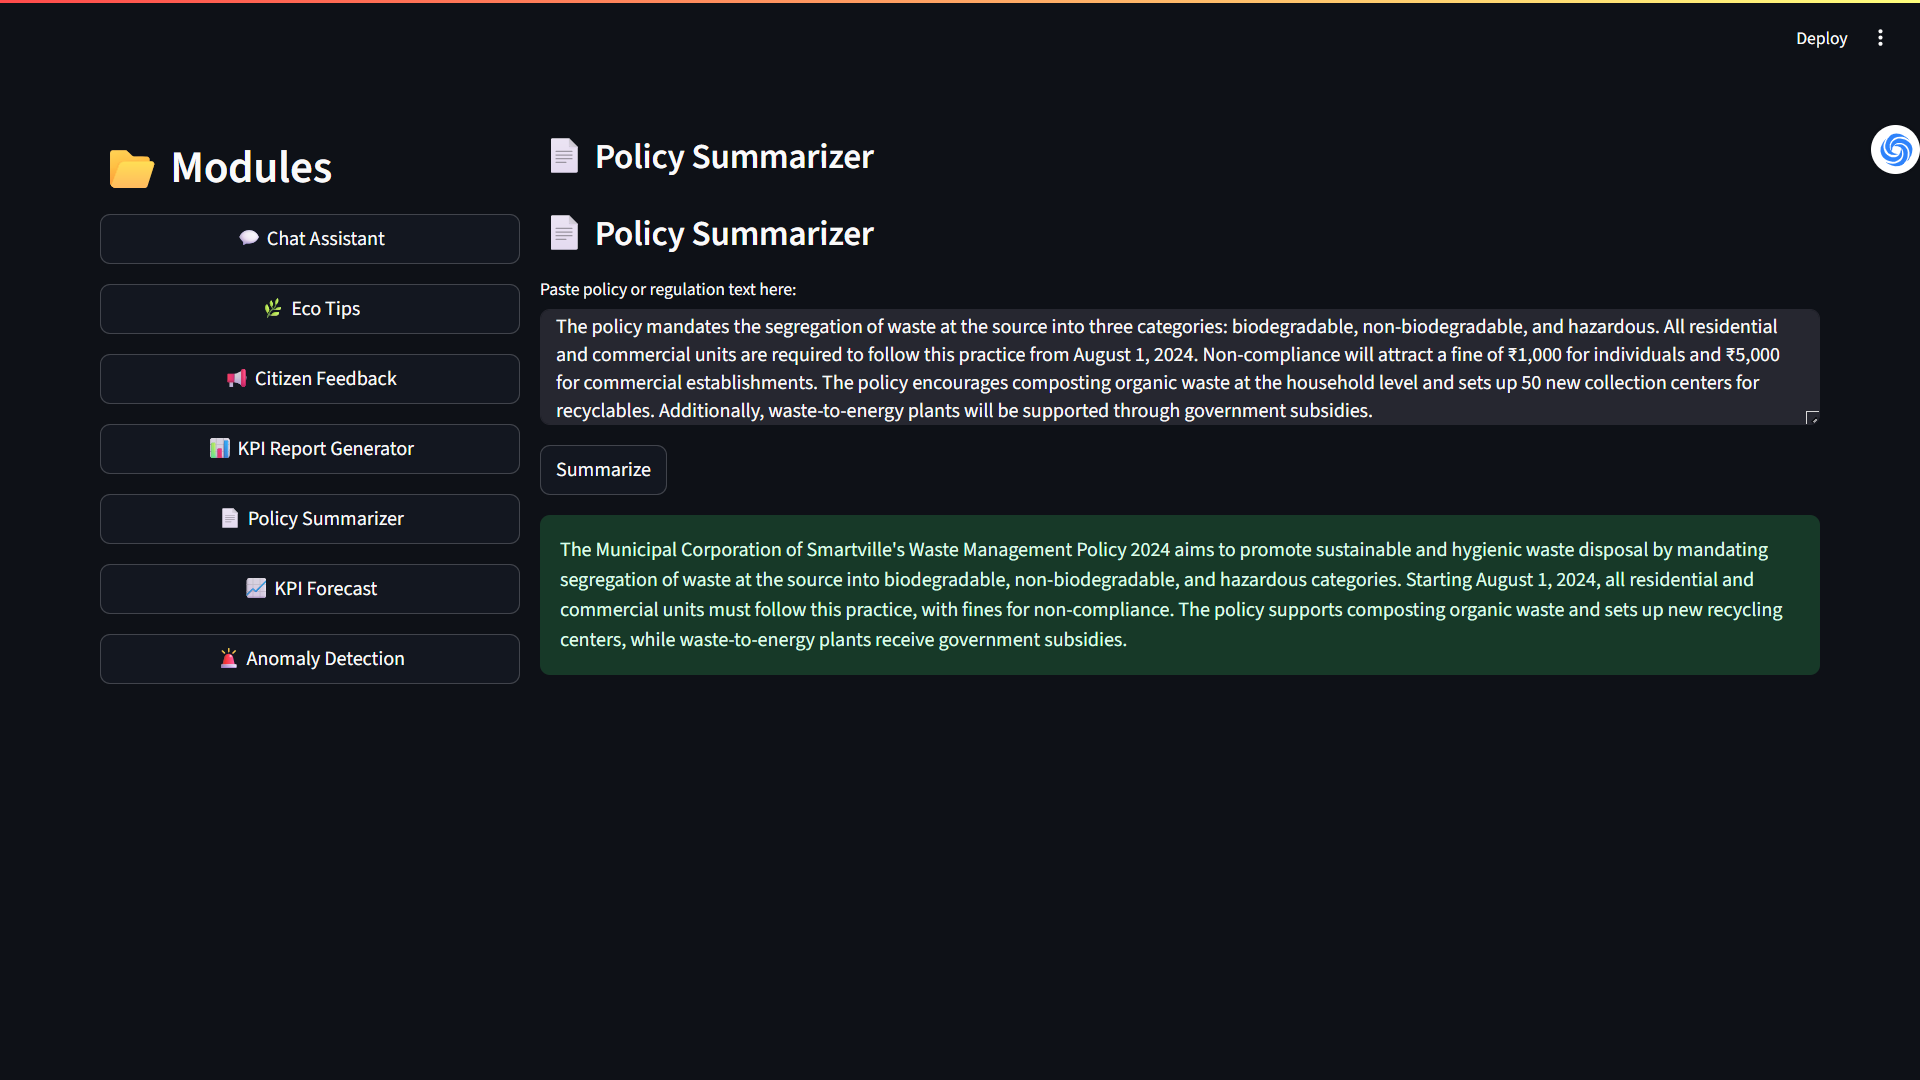 Deploy
Modules
Chat Assistant
Eco Tips
Citizen Feedback
KPI Report Generator
Policy Summarizer
KPI Forecast
Anomaly Detection
Policy Summarizer
Policy Summarizer
Paste policy or regulation text here:
The policy mandates the segregation of waste at the source into three categories: biodegradable, non-biodegradable, and hazardous. All residential
and commercial units are required to follow this practice from August 1, 2024. Non-compliance will attract a fine of ₹1,000 for individuals and ₹5,000
for commercial establishments. The policy encourages composting organic waste at the household level and sets up 50 new collection centers for
recyclables. Additionally, waste-to-energy plants will be supported through government subsidies.
Summarize
The Municipal Corporation of Smartville's Waste Management Policy 2024 aims to promote sustainable and hygienic waste disposal by mandating
segregation of waste at the source into biodegradable, non-biodegradable, and hazardous categories. Starting August 1, 2024, all residential and
commercial units must follow this practice, with fines for non-compliance. The policy supports composting organic waste and sets up new recycling
centers, while waste-to-energy plants receive government subsidies.